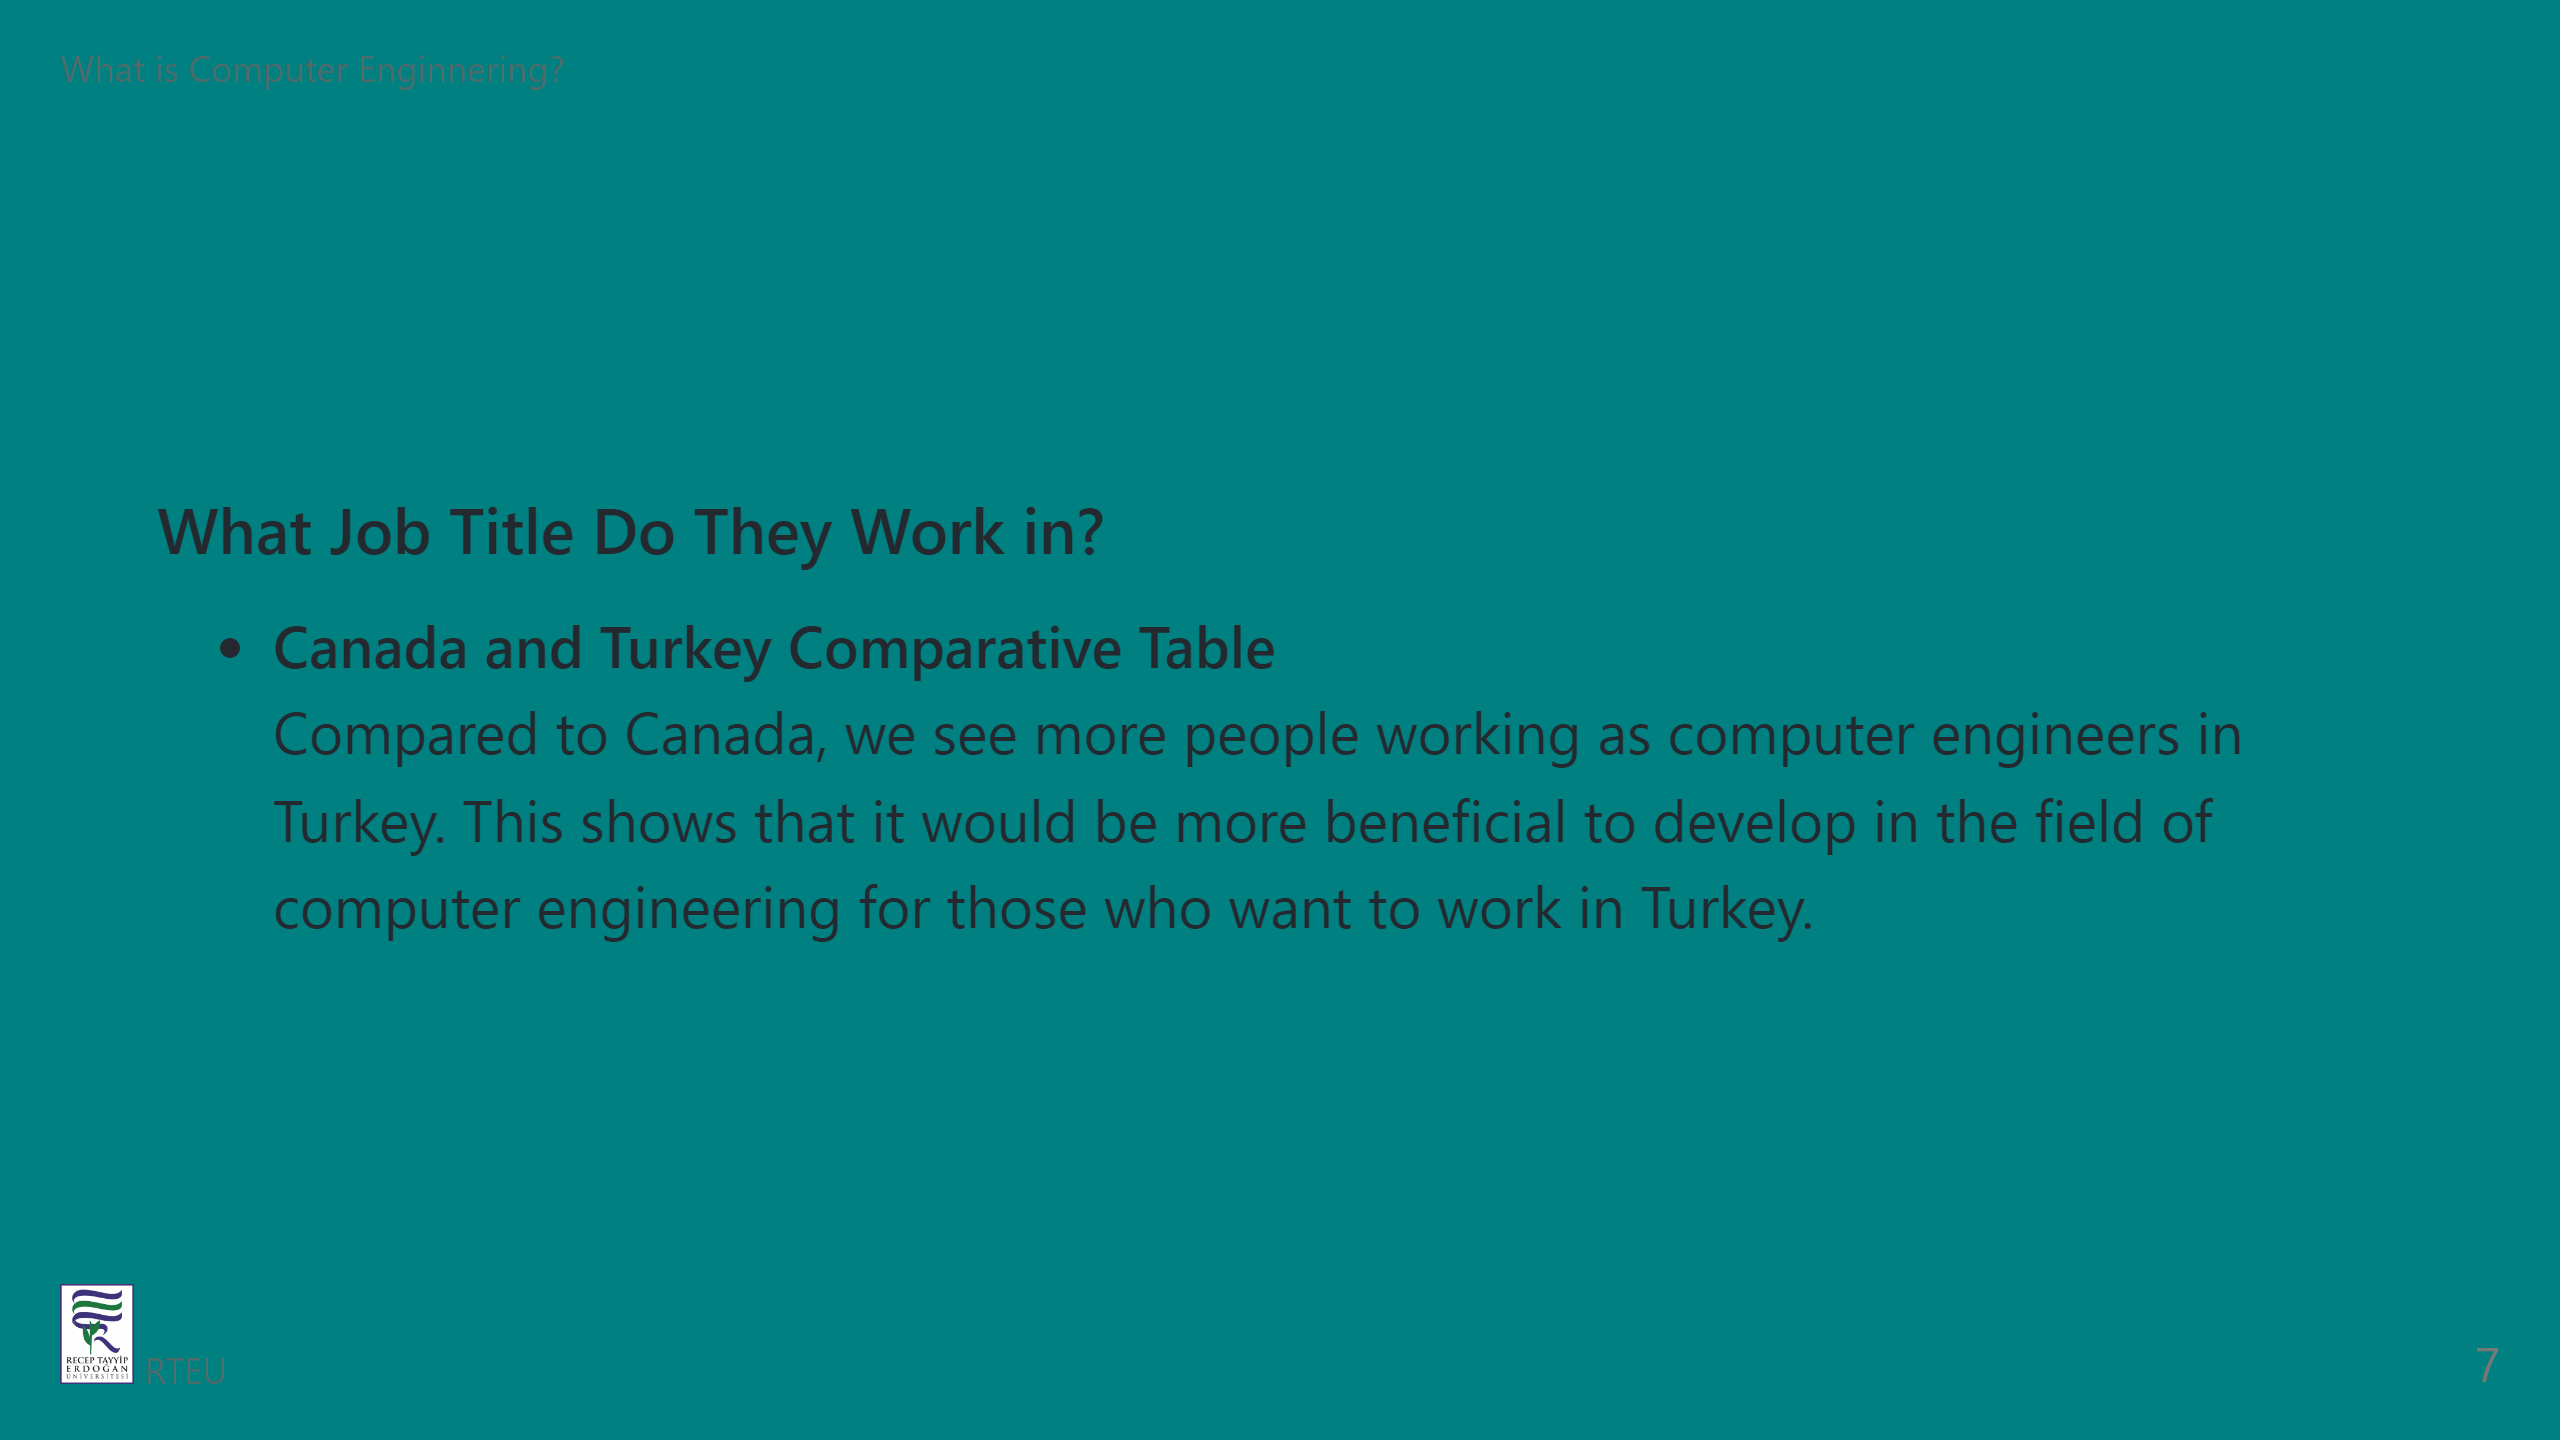 What is Computer Enginnering?
What Job Title Do They Work in?
• Canada and Turkey Comparative Table
Compared to Canada, we see more people working as computer engineers in
Turkey. This shows that it would be more beneficial to develop in the field of
computer engineering for those who want to work in Turkey.
RECEP TAYYİP
ERDOĞAN
ÜNİVERSİTESİ
RTEU
7